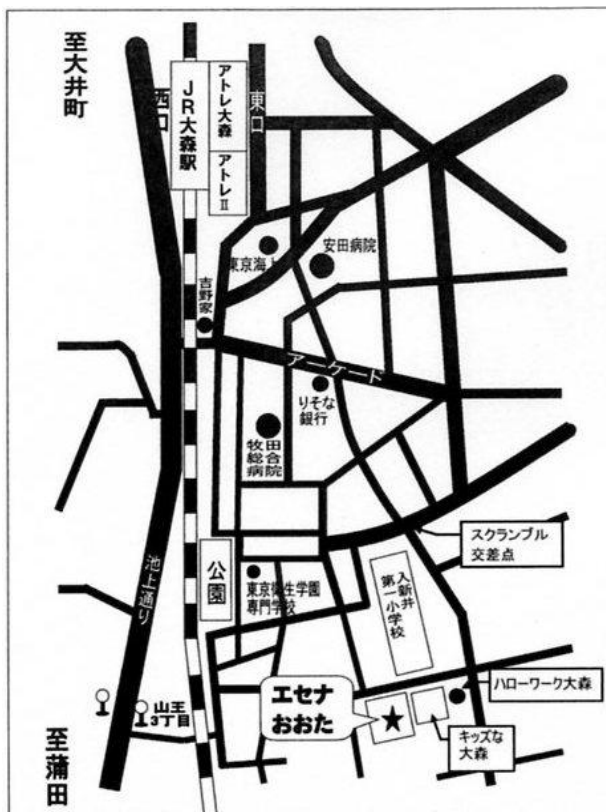 至大井町
西口
JR大森駅
アトレ大森
アトレII
東口
東京海上
安田病院
吉野家
アーケード
りそな
銀行
牧田
総合
病院
スクランブル
交差点
公園
東京衛生学園
専門学校
入新井
第一小学校
池上通り
エセナ
おおた
ハローワーク大森
キッズな
大森
山王
3丁目
至蒲田